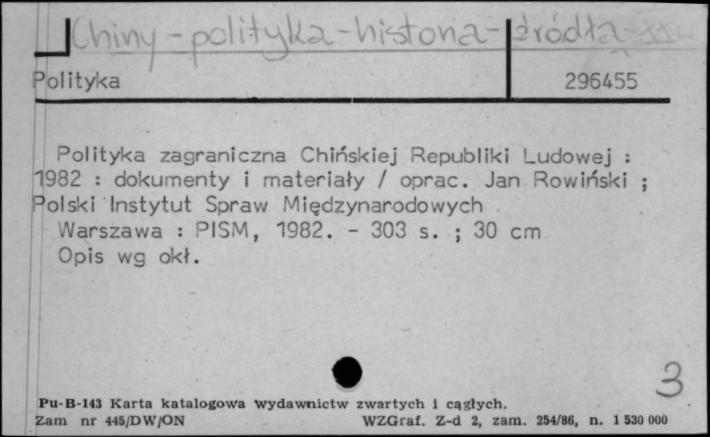 Chiny - polityka - historia - źródła
Polityka 296455
Polityka zagraniczna Chińskiej Republiki Ludowej :
1982 : dokumenty i materiały / oprac. Jan Rowiński ;
Polski Instytut Spraw Międzynarodowych .
Warszawa : PISM, 1982. - 303 s. ; 30 cm
Opis wg okł.
3
Pu-B-143 Karta katalogowa wydawnictw zwartych i ciągłych.
Zam nr 445/DW/ON WZGraf. Z-d 2, zam. 254/86, n. 1 530 000